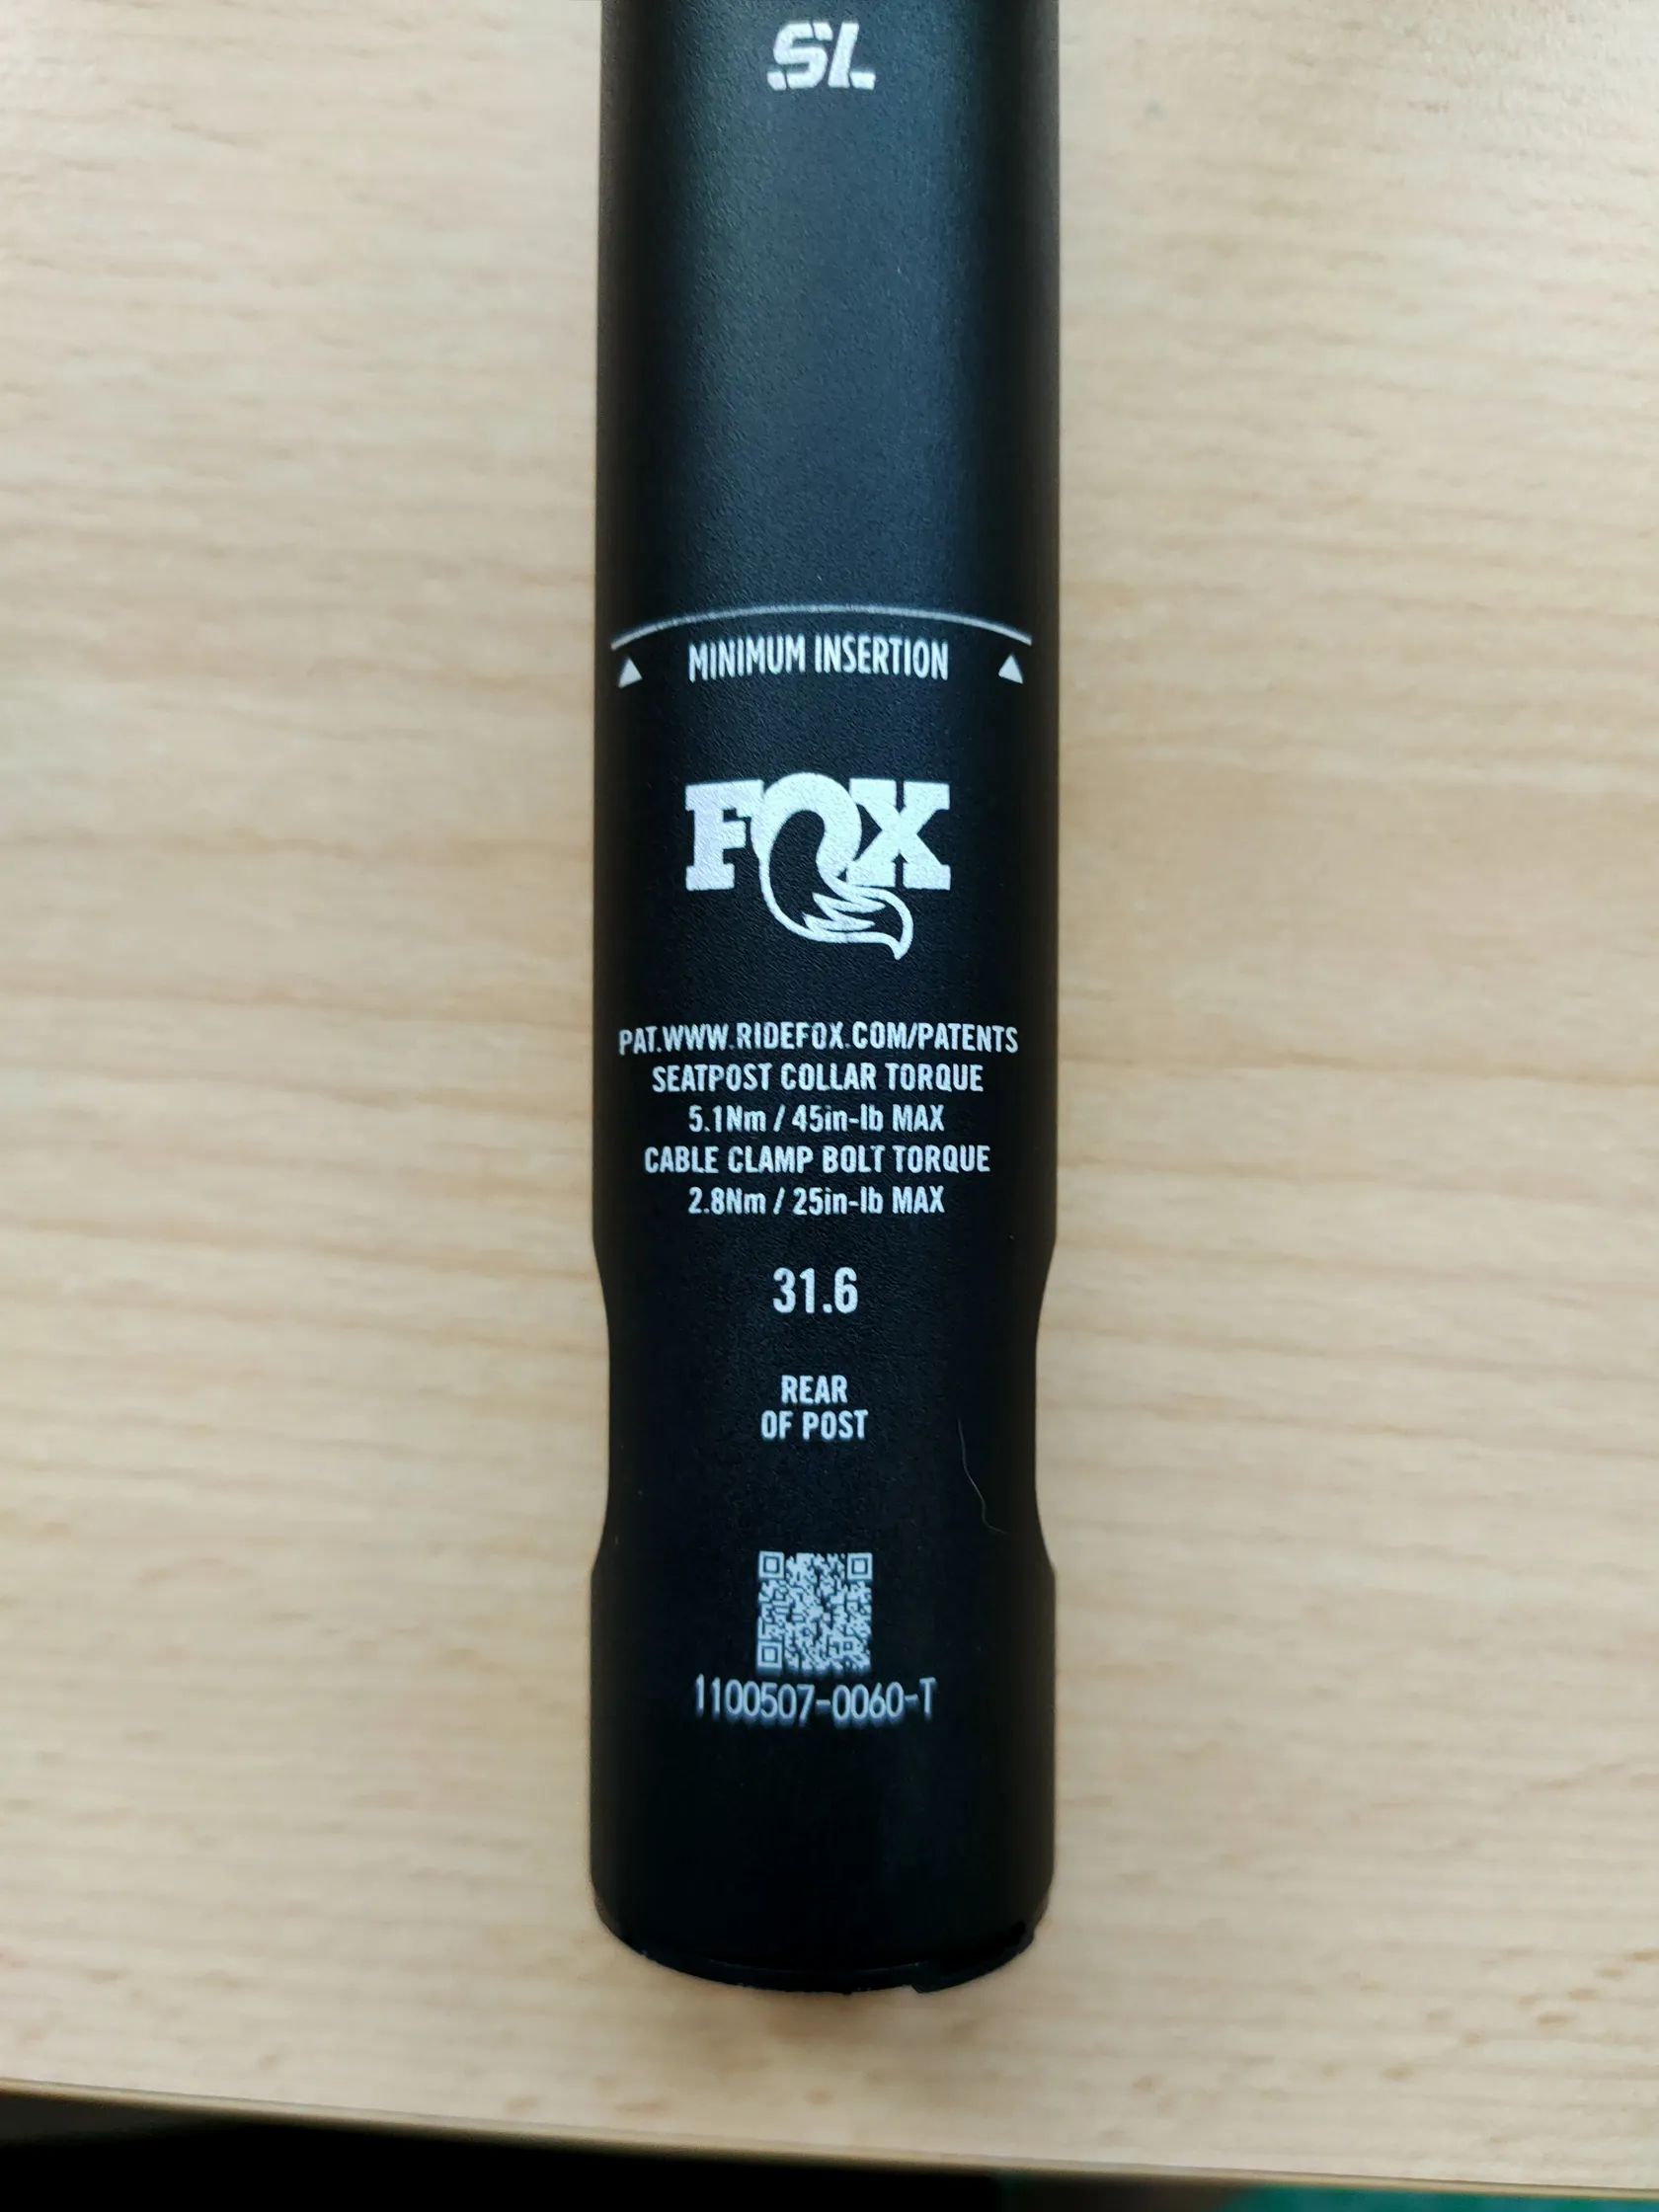 SL
MINIMUM INSERTION
FOX
PAT.WWW.RIDEFOX.COM/PATENTS
SEATPOST COLLAR TORQUE
5.1Nm / 45in-lb MAX
CABLE CLAMP BOLT TORQUE
2.8Nm / 25in-lb MAX
31.6
REAR
OF POST
1100507-0060-T